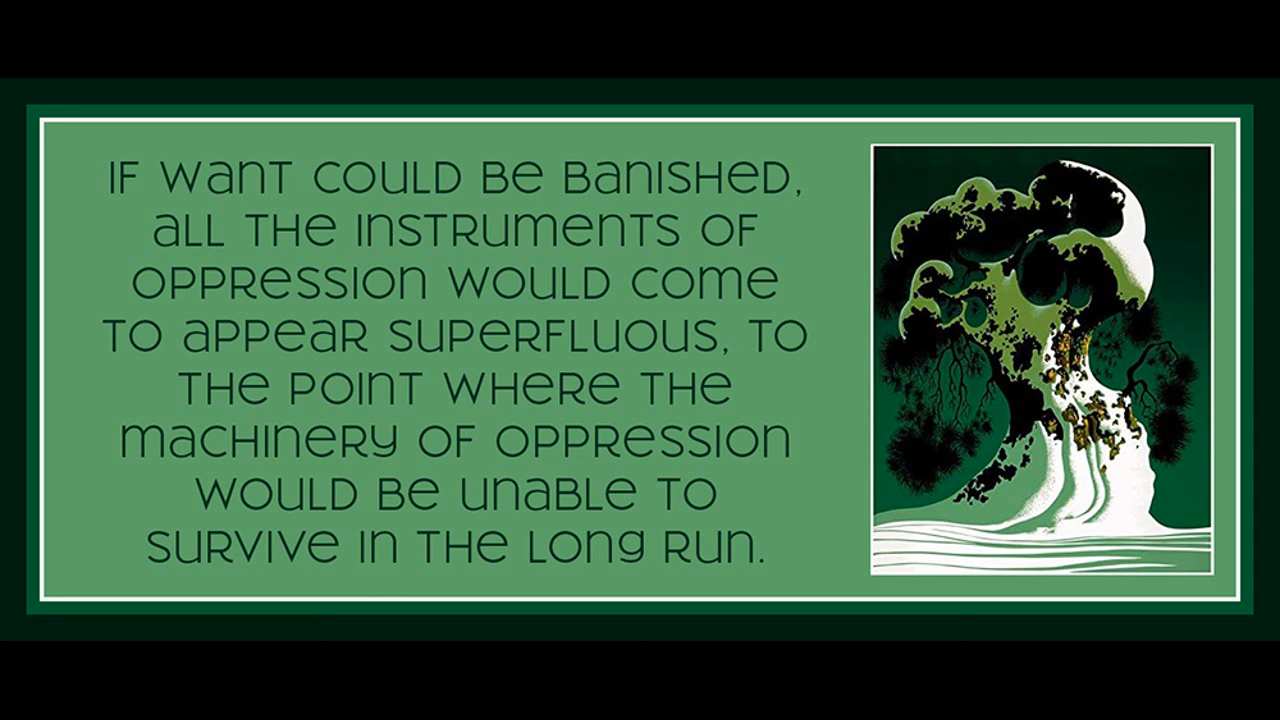 IF WANT COULD BE BANISHED,
ALL THE INSTRUMENTS OF
OPPRESSION WOULD COME
TO APPEAR SUPERFLUOUS, TO
THE POINT WHERE THE
MACHINERY OF OPPRESSION
WOULD BE UNABLE TO
SURVIVE IN THE LONG RUN.